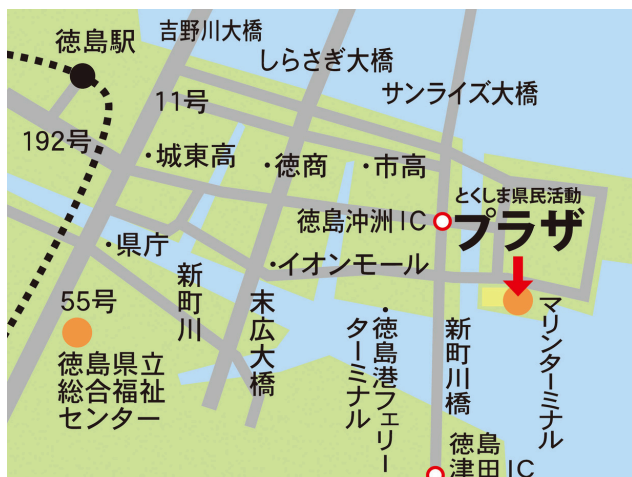 吉野川大橋
徳島駅
しらさぎ大橋
サンライズ大橋
11号
192号
・城東高
・徳商
・市高
とくしま県民活動
プラザ
徳島沖洲IC
・県庁
・イオンモール
新町川
55号
末広大橋
・徳島港フェリー
ターミナル
新町川橋
マリンターミナル
徳島県立
総合福祉
センター
徳島
津田IC